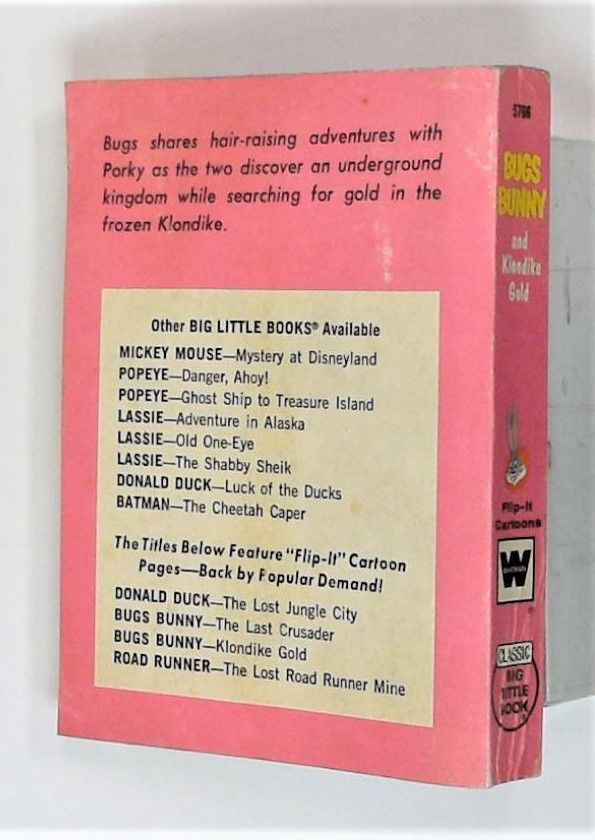 Bugs shares hair-raising adventures with
Porky as the two discover an underground
kingdom while searching for gold in the
frozen Klondike.
Other BIG LITTLE BOOKS® Available
MICKEY MOUSE—Mystery at Disneyland
POPEYE—Danger, Ahoy!
POPEYE—Ghost Ship to Treasure Island
LASSIE—Adventure in Alaska
LASSIE—Old One-Eye
LASSIE—The Shabby Sheik
DONALD DUCK—Luck of the Ducks
BATMAN—The Cheetah Caper
The Titles Below Feature "Flip-It" Cartoon
Pages—Back by Popular Demand!
DONALD DUCK—The Lost Jungle City
BUGS BUNNY—The Last Crusader
BUGS BUNNY—Klondike Gold
ROAD RUNNER—The Lost Road Runner Mine
5766
BUGS
BUNNY
and
Klondike
Gold
Flip-It
Cartoons
W
WHITMAN
®
CLASSIC
BIG
LITTLE
BOOK